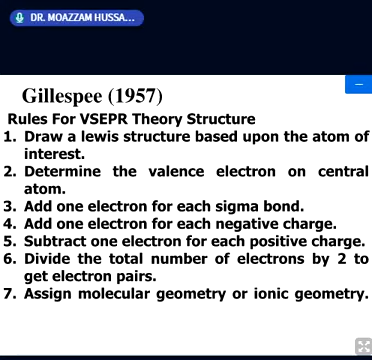 DR. MOAZZAM HUSSA...
Gillespee (1957)
Rules For VSEPR Theory Structure
1. Draw a lewis structure based upon the atom of
interest.
2. Determine the valence electron on central
atom.
3. Add one electron for each sigma bond.
4. Add one electron for each negative charge.
5. Subtract one electron for each positive charge.
6. Divide the total number of electrons by 2 to
get electron pairs.
7. Assign molecular geometry or ionic geometry.